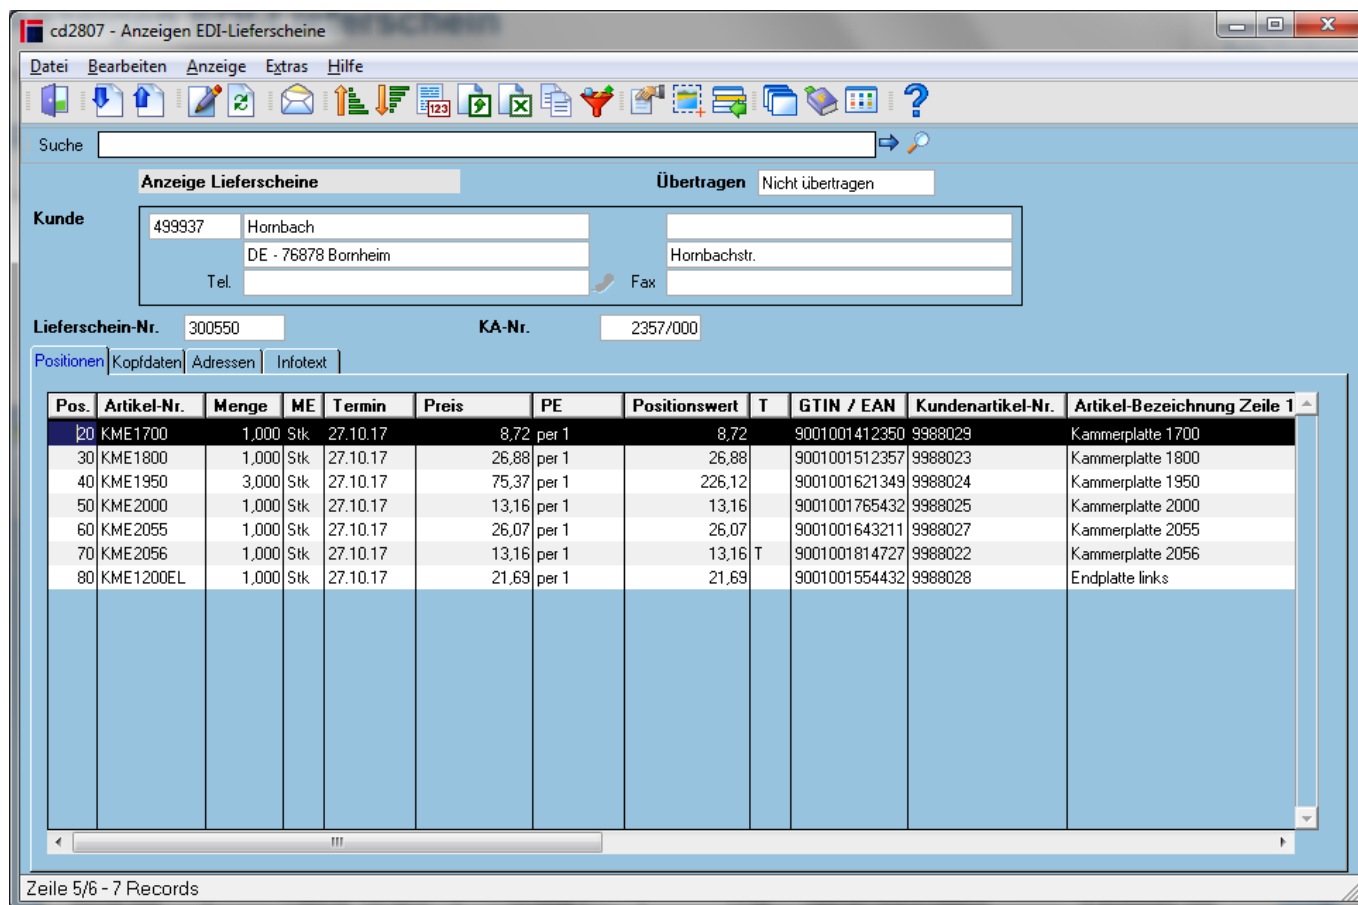 cd2807 - Anzeigen EDI-Lieferscheine
Datei Bearbeiten Anzeige Extras Hilfe
123
Suche
Anzeige Lieferscheine Übertragen Nicht übertragen
Kunde 499937 Hornbach
DE - 76878 Bornheim Hornbachstr.
Tel. Fax
Lieferschein-Nr. 300550 KA-Nr. 2357/000
Positionen Kopfdaten Adressen Infotext
Pos. Artikel-Nr. Menge ME Termin Preis PE Positionswert T GTIN / EAN Kundenartikel-Nr. Artikel-Bezeichnung Zeile 1
20 KME1700 1,000 Stk 27.10.17 8,72 per 1 8,72 9001001412350 9988029 Kammerplatte 1700
30 KME1800 1,000 Stk 27.10.17 26,88 per 1 26,88 9001001512357 9988023 Kammerplatte 1800
40 KME1950 3,000 Stk 27.10.17 75,37 per 1 226,12 9001001621349 9988024 Kammerplatte 1950
50 KME2000 1,000 Stk 27.10.17 13,16 per 1 13,16 9001001765432 9988025 Kammerplatte 2000
60 KME2055 1,000 Stk 27.10.17 26,07 per 1 26,07 9001001643211 9988027 Kammerplatte 2055
70 KME2056 1,000 Stk 27.10.17 13,16 per 1 13,16 T 9001001814727 9988022 Kammerplatte 2056
80 KME1200EL 1,000 Stk 27.10.17 21,69 per 1 21,69 9001001554432 9988028 Endplatte links
Zeile 5/6 - 7 Records